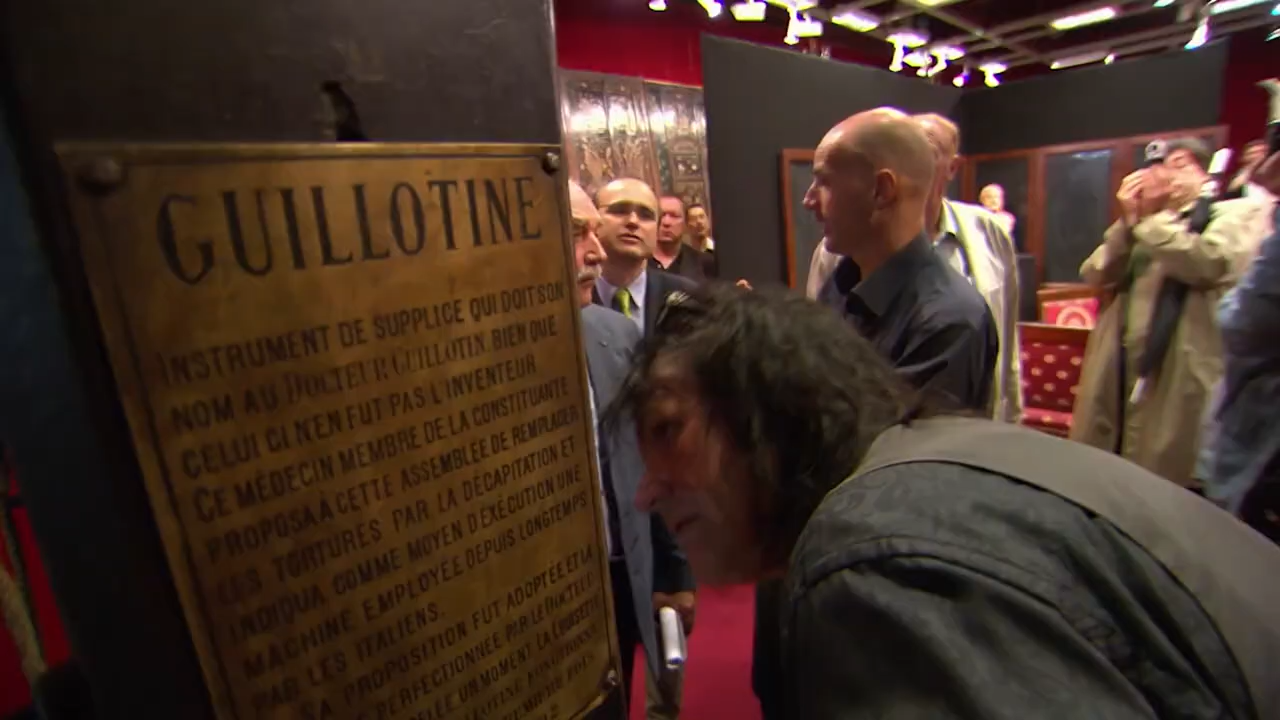 GUILLOTINE
INSTRUMENT DE SUPPLICE QUI DOIT SON
NOM AU DOCTEUR GUILLOTIN, BIEN QUE
CELUI CI N'EN FUT PAS L'INVENTEUR
CE MÉDECIN MEMBRE DE LA CONSTITUANTE
PROPOSA À CETTE ASSEMBLÉE DE REMPLACER
LES TORTURES PAR LA DÉCAPITATION ET
INDIQUA COMME MOYEN D'EXÉCUTION UNE
MACHINE EMPLOYÉE DEPUIS LONGTEMPS
PAR LES ITALIENS.
SA PROPOSITION FUT ADOPTÉE ET LA
PERFECTIONNÉE PAR LE DOCTEUR
UN MOMENT LA